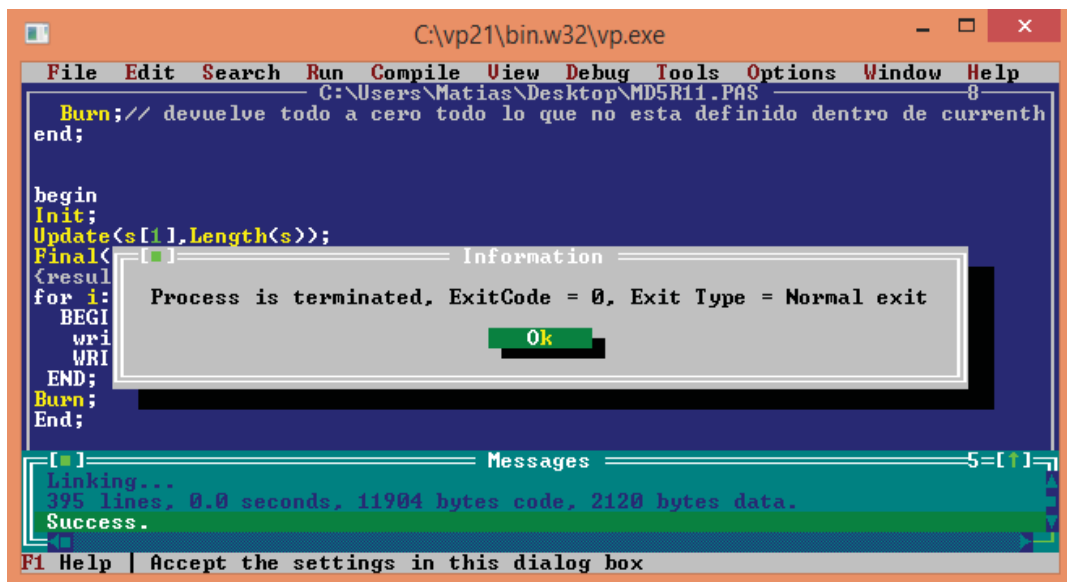 C:\vp21\bin.w32\vp.exe
File Edit Search Run Compile View Debug Tools Options Window Help
C:\Users\Matias\Desktop\MD5R11.PAS 8
Burn;// devuelve todo a cero todo lo que no esta definido dentro de currenth
end;
begin
Init;
Update(s[1],Length(s));
Final(
[■] Information
{resul
for i:
Process is terminated, ExitCode = 0, Exit Type = Normal exit
BEGI
wri
Ok
WRI
END;
Burn;
End;
[■] Messages 5=[↑]
Linking...
395 lines, 0.0 seconds, 11904 bytes code, 2120 bytes data.
Success.
F1 Help | Accept the settings in this dialog box